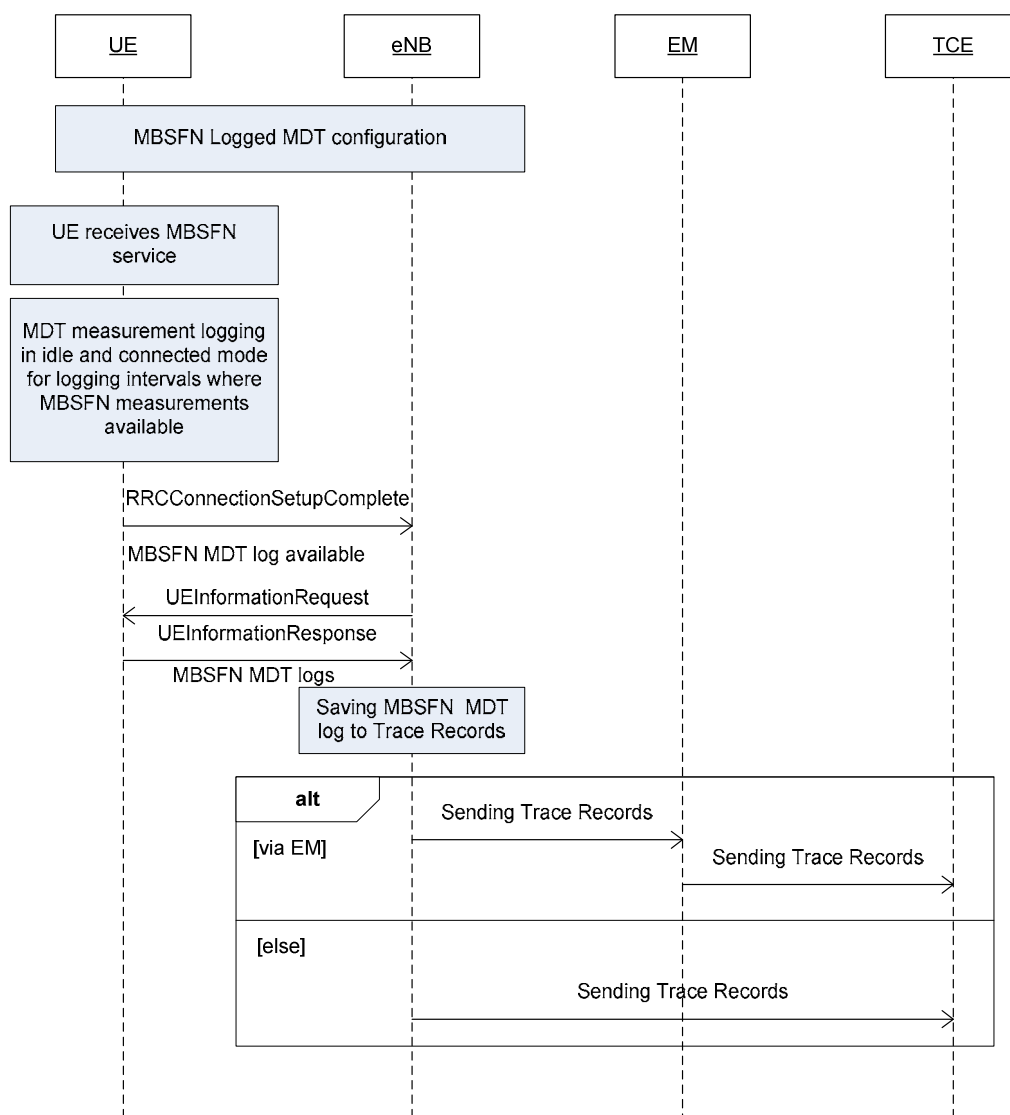 UE
eNB
EM
TCE
MBSFN Logged MDT configuration
UE receives MBSFN
service
MDT measurement logging
in idle and connected mode
for logging intervals where
MBSFN measurements
available
RRCConnectionSetupComplete
MBSFN MDT log available
UEInformationRequest
UEInformationResponse
MBSFN MDT logs
Saving MBSFN MDT
log to Trace Records
alt
Sending Trace Records
[via EM]
Sending Trace Records
[else]
Sending Trace Records